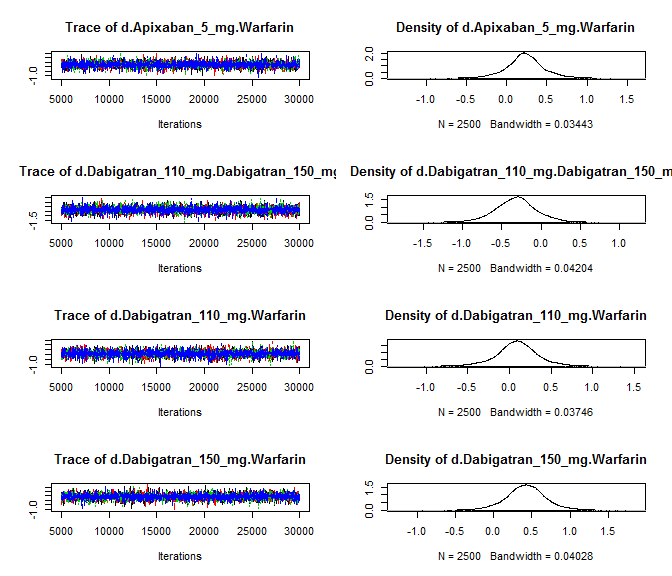 Trace of d.Apixaban_5_mg.Warfarin
-1.0
5000 10000 15000 20000 25000 30000
Iterations
Density of d.Apixaban_5_mg.Warfarin
0.0 2.0
-1.0 -0.5 0.0 0.5 1.0 1.5
N = 2500 Bandwidth = 0.03443
Trace of d.Dabigatran_110_mg.Dabigatran_150_mg
-1.5
5000 10000 15000 20000 25000 30000
Iterations
Density of d.Dabigatran_110_mg.Dabigatran_150_m
0.0 1.5
-1.5 -1.0 -0.5 0.0 0.5 1.0
N = 2500 Bandwidth = 0.04204
Trace of d.Dabigatran_110_mg.Warfarin
-1.0
5000 10000 15000 20000 25000 30000
Iterations
Density of d.Dabigatran_110_mg.Warfarin
0.0
-1.0 -0.5 0.0 0.5 1.0 1.5
N = 2500 Bandwidth = 0.03746
Trace of d.Dabigatran_150_mg.Warfarin
-1.0
5000 10000 15000 20000 25000 30000
Iterations
Density of d.Dabigatran_150_mg.Warfarin
0.0 1.5
-1.0 -0.5 0.0 0.5 1.0 1.5
N = 2500 Bandwidth = 0.04028